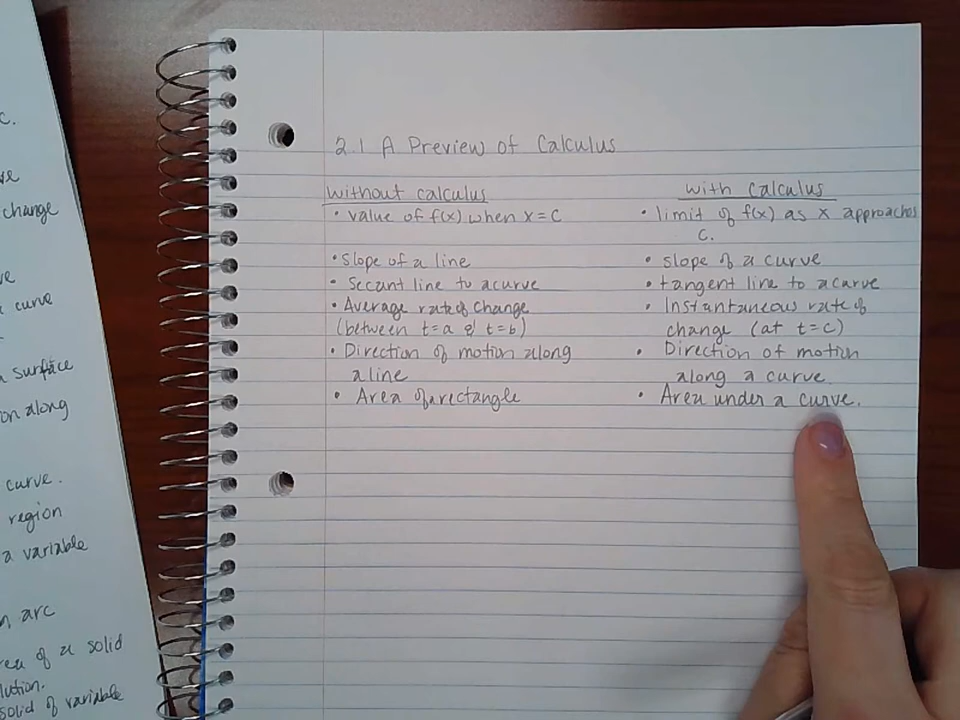 c.
change
curve
surface
on along
curve.
region
a variable
arc
of a solid
solid of variable
2.1 A Preview of Calculus
without calculus
with calculus
• value of f(x) when x = c
• limit of f(x) as x approaches
c.
• Slope of a line
• slope of a curve
• Secant line to a curve
• tangent line to a curve
• Average rate of change
(between t=a & t=b)
• Instantaneous rate of
change (at t=c)
• Direction of motion along
a line
• Direction of motion
along a curve
• Area of a rectangle
• Area under a curve.